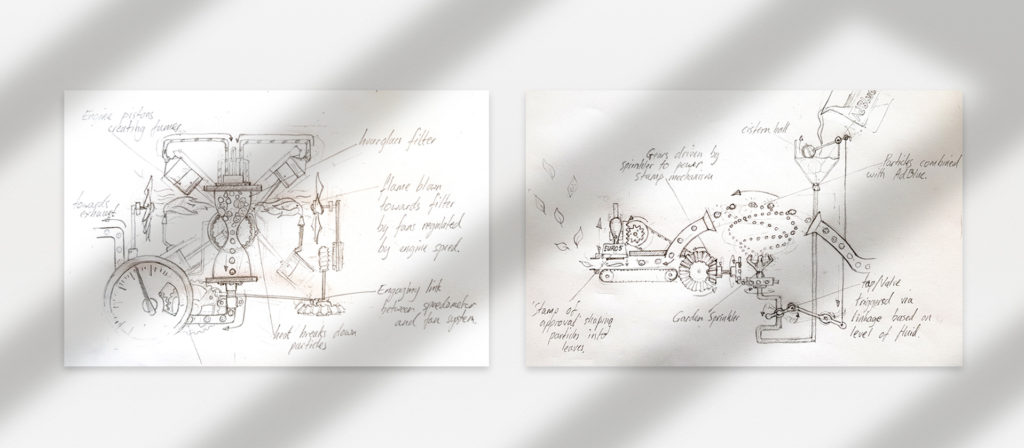 Engine pistons
creating fumes
hourglass filter
towards
exhaust
flame blown
towards filter
by fans regulated
by engine speed.
Engaging link
between speedometer
and fan system.
heat breaks down
particles
cistern ball
Gears driven by
sprinkler to power
stamp mechanism
Particles combined
with AdBlue.
EURO 5
'Stamp of
approval' shaping
particles into
leaves.
Garden Sprinkler
tap/valve
triggered via
linkage based on
level of fluid.